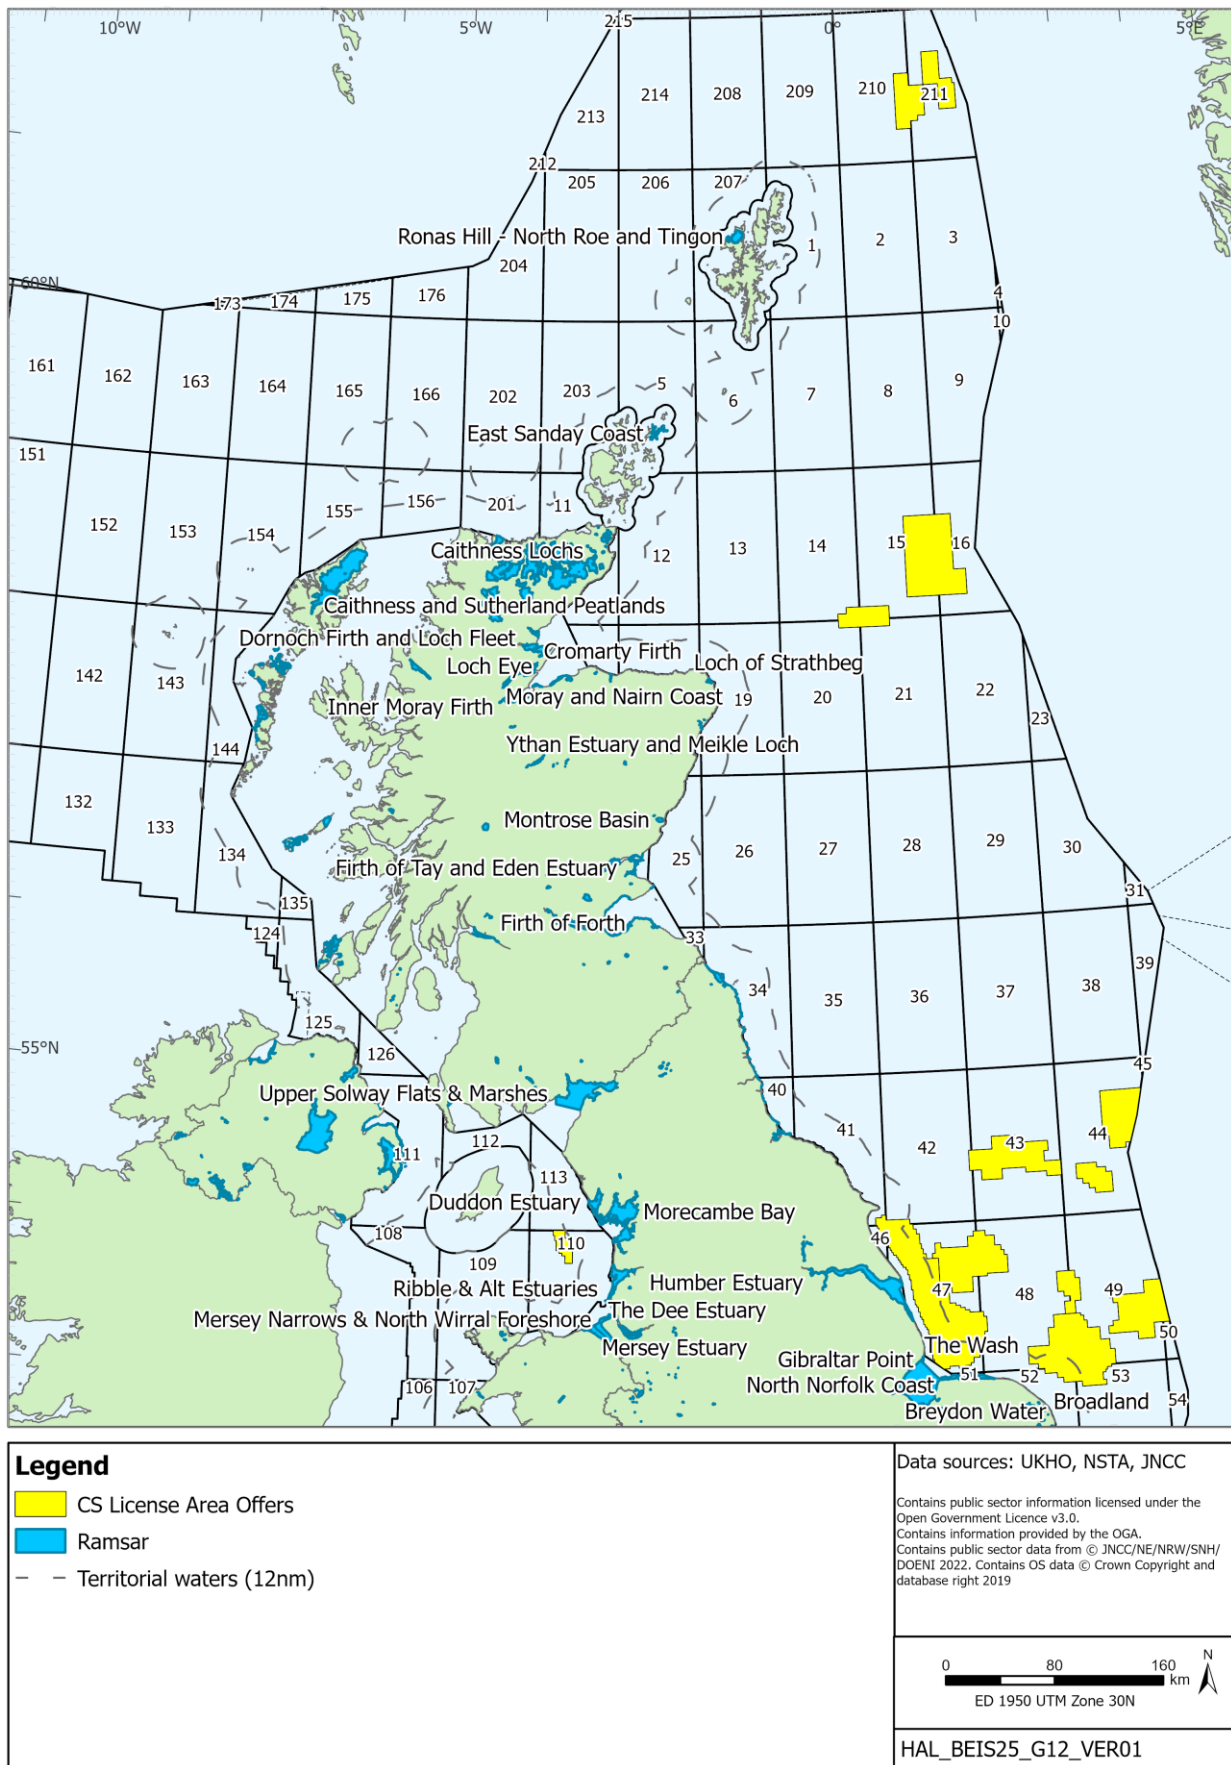 10°W
5°W
215
0°
5°E
214
208
209
210
211
213
212
205
206
207
Ronas Hill - North Roe and Tingon
1
2
3
204
60°N
173
174
175
176
4
10
161
162
163
164
165
166
202
203
5
6
7
8
9
East Sanday Coast
151
152
153
154
155
156
201
11
12
13
14
15
16
Caithness Lochs
Caithness and Sutherland Peatlands
Dornoch Firth and Loch Fleet
Cromarty Firth
Loch Eye
Loch of Strathbeg
142
143
Inner Moray Firth
Moray and Nairn Coast
19
20
21
22
23
144
Ythan Estuary and Meikle Loch
132
133
134
Montrose Basin
25
26
27
28
29
30
Firth of Tay and Eden Estuary
31
135
124
Firth of Forth
33
34
35
36
37
38
39
125
55°N
126
45
Upper Solway Flats & Marshes
40
41
42
43
44
111
112
113
Duddon Estuary
Morecambe Bay
108
109
110
46
Ribble & Alt Estuaries
Humber Estuary
47
48
49
Mersey Narrows & North Wirral Foreshore
The Dee Estuary
Mersey Estuary
50
The Wash
Gibraltar Point
106
107
North Norfolk Coast
51
52
53
Broadland
54
Breydon Water
Legend
CS License Area Offers
Ramsar
Territorial waters (12nm)
Data sources: UKHO, NSTA, JNCC
Contains public sector information licensed under the
Open Government Licence v3.0.
Contains information provided by the OGA.
Contains public sector data from © JNCC/NE/NRW/SNH/
DOENI 2022. Contains OS data © Crown Copyright and
database right 2019
0 80 160
km
N
ED 1950 UTM Zone 30N
HAL_BEIS25_G12_VER01